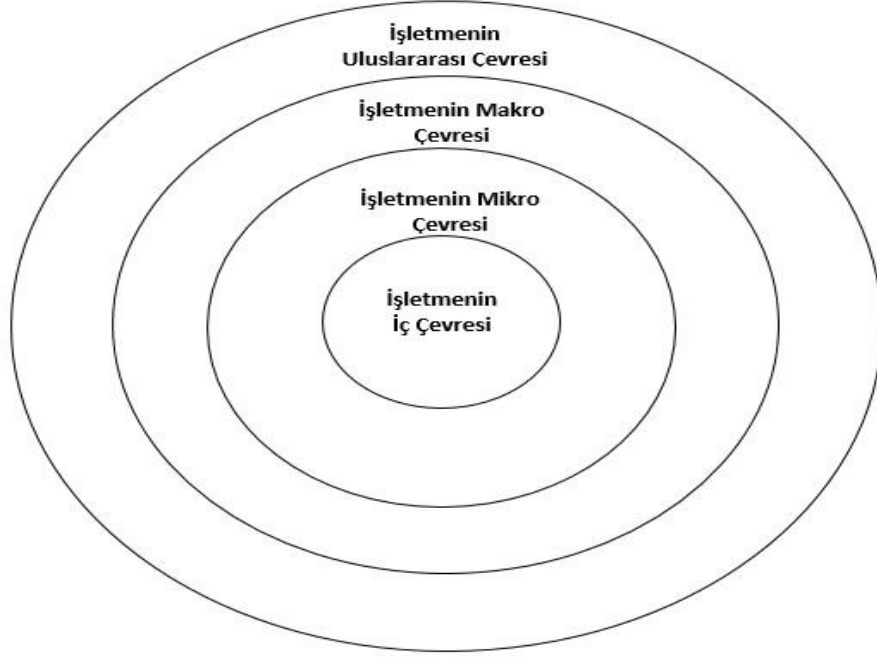 İşletmenin
Uluslararası Çevresi
İşletmenin Makro
Çevresi
İşletmenin Mikro
Çevresi
İşletmenin
İç Çevresi